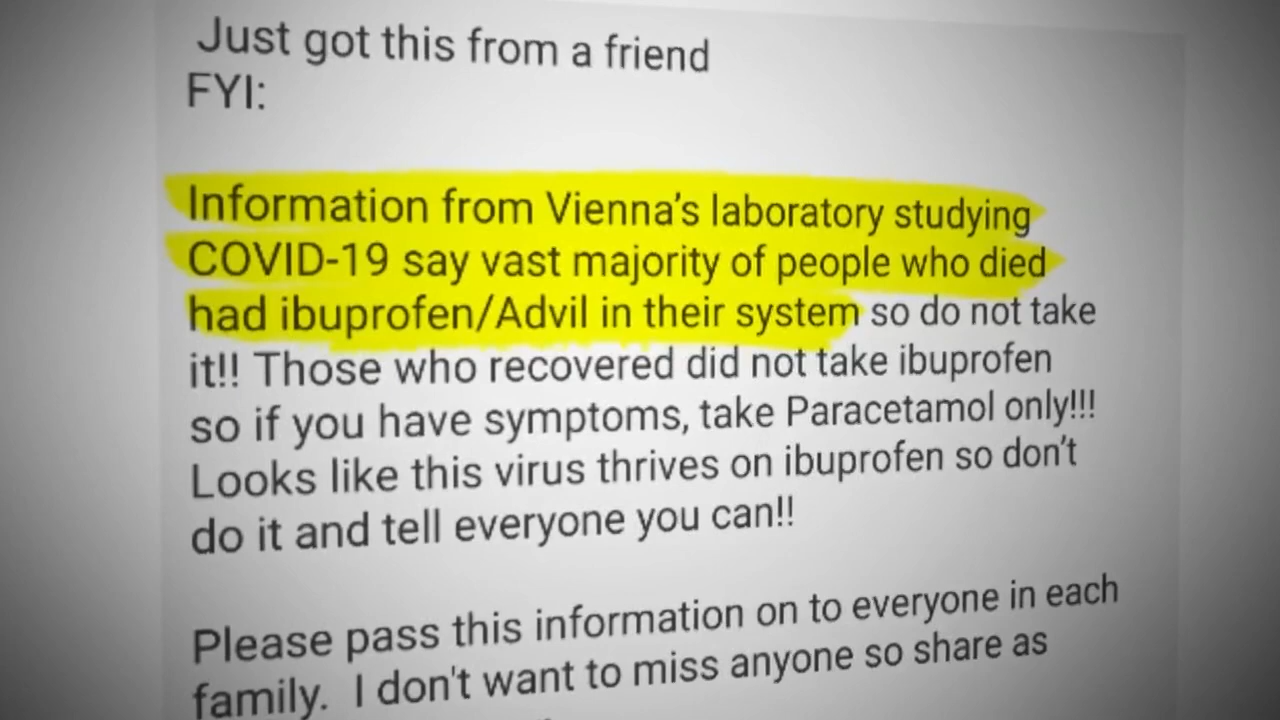 Just got this from a friend
FYI:
Information from Vienna's laboratory studying
COVID-19 say vast majority of people who died
had ibuprofen/Advil in their system so do not take
it!! Those who recovered did not take ibuprofen
so if you have symptoms, take Paracetamol only!!!
Looks like this virus thrives on ibuprofen so don't
do it and tell everyone you can!!
Please pass this information on to everyone in each
family. I don't want to miss anyone so share as